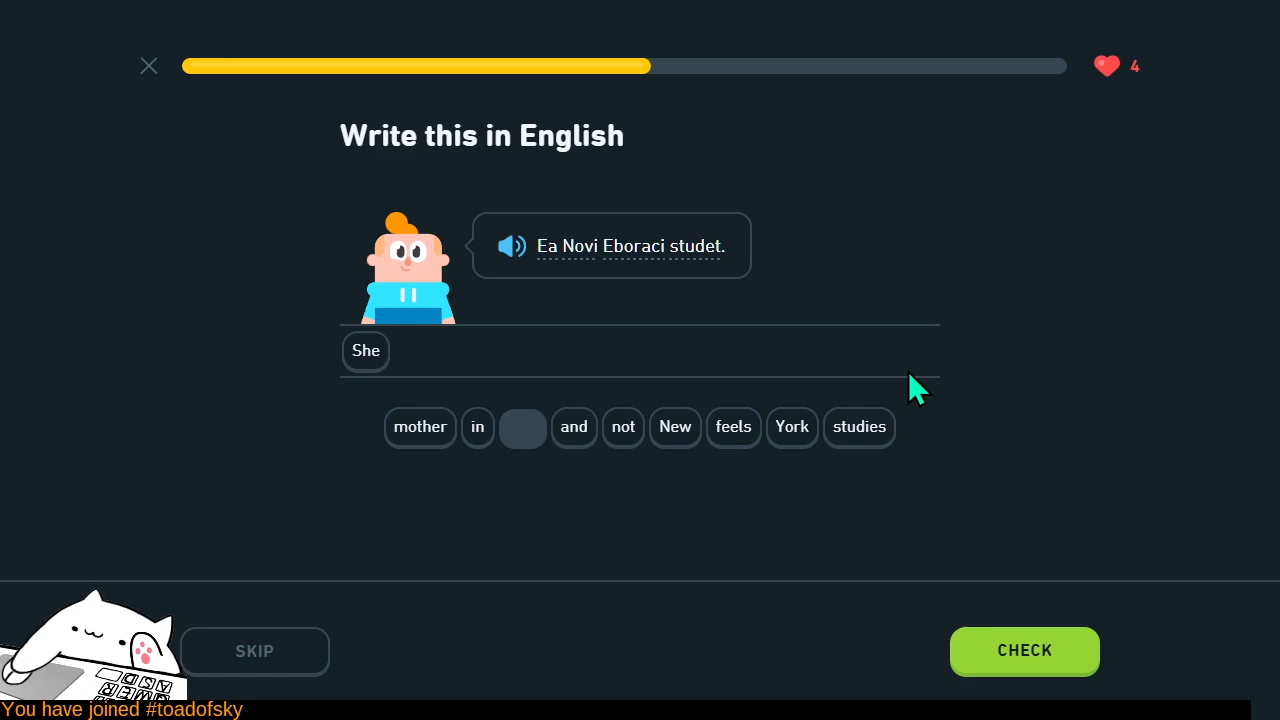 4
Write this in English
Ea Novi Eboraci studet.
She
mother in and not New feels York studies
SKIP
CHECK
You have joined #toadofsky